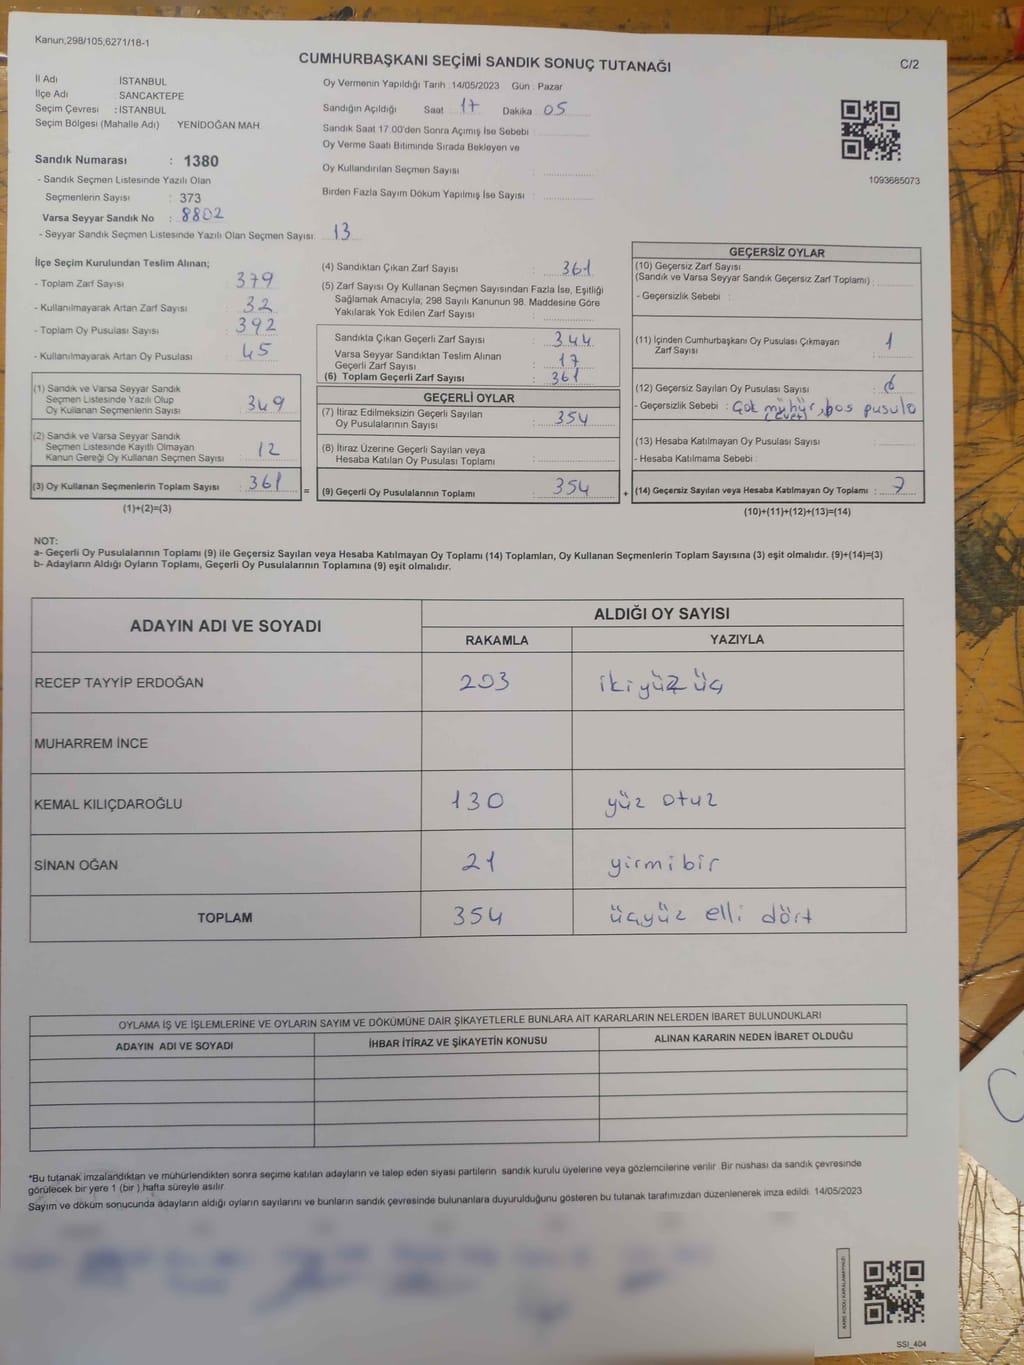 Kanun,298/105,6271/18-1
CUMHURBAŞKANI SEÇİMİ SANDIK SONUÇ TUTANAĞI
C/2
İl Adı İSTANBUL
İlçe Adı SANCAKTEPE
Seçim Çevresi : İSTANBUL
Seçim Bölgesi (Mahalle Adı) YENİDOĞAN MAH.
Sandık Numarası : 1380
- Sandık Seçmen Listesinde Yazılı Olan
Seçmenlerin Sayısı : 373
Varsa Seyyar Sandık No : 8802
- Seyyar Sandık Seçmen Listesinde Yazılı Olan Seçmen Sayısı: 13
Oy Vermenin Yapıldığı Tarih : 14/05/2023 Gün : Pazar
Sandığın Açıldığı Saat 17 Dakika 05
Sandık Saat 17:00'den Sonra Açımış İse Sebebi :
Oy Verme Saati Bitiminde Sırada Bekleyen ve
Oy Kullandırılan Seçmen Sayısı :
Birden Fazla Sayım Döküm Yapılmış İse Sayısı :
1093685073
İlçe Seçim Kurulundan Teslim Alınan;
- Toplam Zarf Sayısı : 379
- Kullanılmayarak Artan Zarf Sayısı : 32
- Toplam Oy Pusulası Sayısı : 392
- Kullanılmayarak Artan Oy Pusulası : 45
(1) Sandık ve Varsa Seyyar Sandık
Seçmen Listesinde Yazılı Olup
Oy Kullanan Seçmenlerin Sayısı : 349
(2) Sandık ve Varsa Seyyar Sandık
Seçmen Listesinde Kayıtlı Olmayan
Kanun Gereği Oy Kullanan Seçmen Sayısı : 12
(3) Oy Kullanan Seçmenlerin Toplam Sayısı : 361
(1)+(2)=(3)
(4) Sandıktan Çıkan Zarf Sayısı : 361
(5) Zarf Sayısı Oy Kullanan Seçmen Sayısından Fazla İse, Eşitliği
Sağlamak Amacıyla; 298 Sayılı Kanunun 98. Maddesine Göre
Yakılarak Yok Edilen Zarf Sayısı :
Sandıkta Çıkan Geçerli Zarf Sayısı : 344
Varsa Seyyar Sandıktan Teslim Alınan
Geçerli Zarf Sayısı : 17
(6) Toplam Geçerli Zarf Sayısı : 361
GEÇERLİ OYLAR
(7) İtiraz Edilmeksizin Geçerli Sayılan
Oy Pusulalarının Sayısı : 354
(8) İtiraz Üzerine Geçerli Sayılan veya
Hesaba Katılan Oy Pusulası Toplamı :
= (9) Geçerli Oy Pusulalarının Toplamı : 354 +
GEÇERSİZ OYLAR
(10) Geçersiz Zarf Sayısı
(Sandık ve Varsa Seyyar Sandık Geçersiz Zarf Toplamı) :
- Geçersizlik Sebebi :
(11) İçinden Cumhurbaşkanı Oy Pusulası Çıkmayan
Zarf Sayısı : 1
(12) Geçersiz Sayılan Oy Pusulası Sayısı : 6
- Geçersizlik Sebebi : Çok mühür, boş pusula
(evet)
(13) Hesaba Katılmayan Oy Pusulası Sayısı :
- Hesaba Katılmama Sebebi :
(14) Geçersiz Sayılan veya Hesaba Katılmayan Oy Toplamı : 7
(10)+(11)+(12)+(13)=(14)
NOT:
a- Geçerli Oy Pusulalarının Toplamı (9) ile Geçersiz Sayılan veya Hesaba Katılmayan Oy Toplamı (14) Toplamları, Oy Kullanan Seçmenlerin Toplam Sayısına (3) eşit olmalıdır. (9)+(14)=(3)
b- Adayların Aldığı Oyların Toplamı, Geçerli Oy Pusulalarının Toplamına (9) eşit olmalıdır.
ADAYIN ADI VE SOYADI
ALDIĞI OY SAYISI
RAKAMLA YAZIYLA
RECEP TAYYİP ERDOĞAN 203 ikiyüz üç
MUHARREM İNCE
KEMAL KILIÇDAROĞLU 130 yüz otuz
SİNAN OĞAN 21 yirmibir
TOPLAM 354 üçyüz elli dört
OYLAMA İŞ VE İŞLEMLERİNE VE OYLARIN SAYIM VE DÖKÜMÜNE DAİR ŞİKAYETLERLE BUNLARA AİT KARARLARIN NELERDEN İBARET BULUNDUKLARI
ADAYIN ADI VE SOYADI İHBAR İTİRAZ VE ŞİKAYETİN KONUSU ALINAN KARARIN NEDEN İBARET OLDUĞU
*Bu tutanak imzalandıktan ve mühürlendikten sonra seçime katılan adayların ve talep eden siyasi partilerin sandık kurulu üyelerine veya gözlemcilerine verilir. Bir nüshası da sandık çevresinde
görülecek bir yere 1 (bir) hafta süreyle asılır.
Sayım ve döküm sonucunda adayların aldığı oyların sayılarını ve bunların sandık çevresinde bulunanlara duyurulduğunu gösteren bu tutanak tarafımızdan düzenlenerek imza edildi. 14/05/2023
KARE KODU KARALAMAYINIZ!
SSİ_404